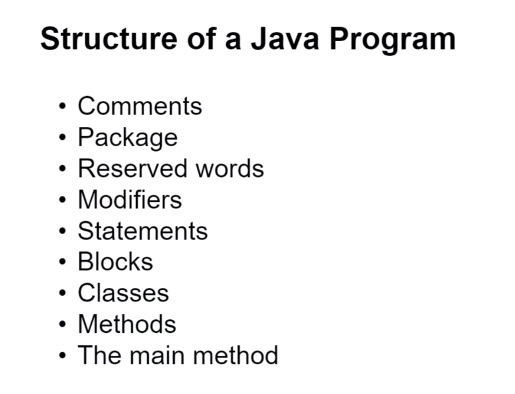 Structure of a Java Program
• Comments
• Package
• Reserved words
• Modifiers
• Statements
• Blocks
• Classes
• Methods
• The main method